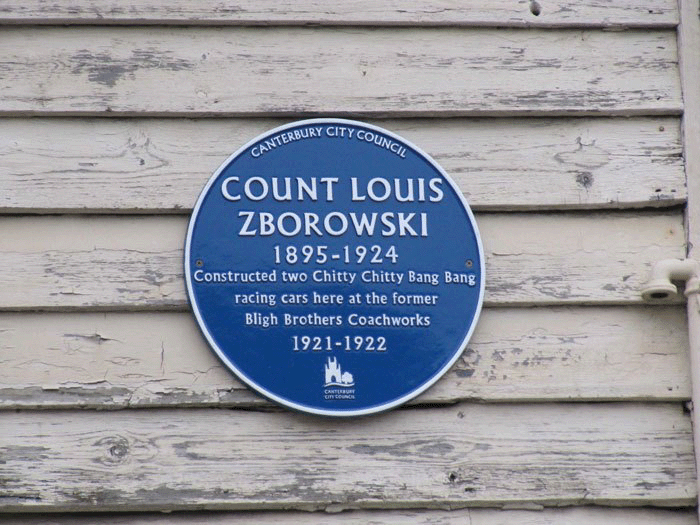 CANTERBURY CITY COUNCIL
COUNT LOUIS
ZBOROWSKI
1895-1924
Constructed two Chitty Chitty Bang Bang
racing cars here at the former
Bligh Brothers Coachworks
1921-1922
CANTERBURY
CITY COUNCIL